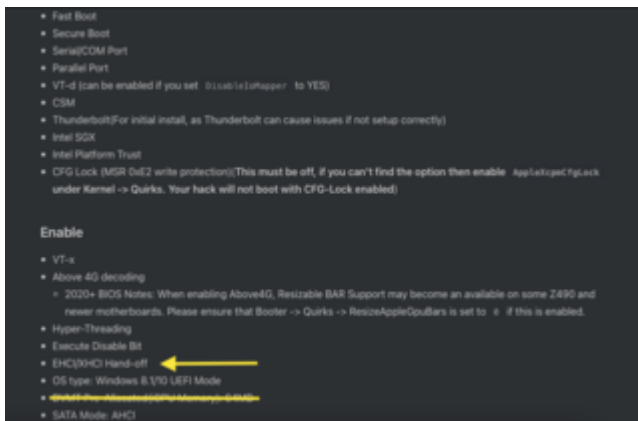 Fast Boot
Secure Boot
Serial/COM Port
Parallel Port
VT-d (can be enabled if you set DisableIoMapper to YES)
CSM
Thunderbolt(For initial install, as Thunderbolt can cause issues if not setup correctly)
Intel SGX
Intel Platform Trust
CFG Lock (MSR 0xE2 write protection)(This must be off, if you can't find the option then enable AppleXcpmCfgLock
under Kernel -> Quirks. Your hack will not boot with CFG-Lock enabled)
Enable
VT-x
Above 4G decoding
2020+ BIOS Notes: When enabling Above4G, Resizable BAR Support may become an available on some Z490 and
newer motherboards. Please ensure that Booter -> Quirks -> ResizeAppleGpuBars is set to 0 if this is enabled.
Hyper-Threading
Execute Disable Bit
EHCI/XHCI Hand-off
OS type: Windows 8.1/10 UEFI Mode
DVMT Pre-Allocated(iGPU Memory): 64MB
SATA Mode: AHCI